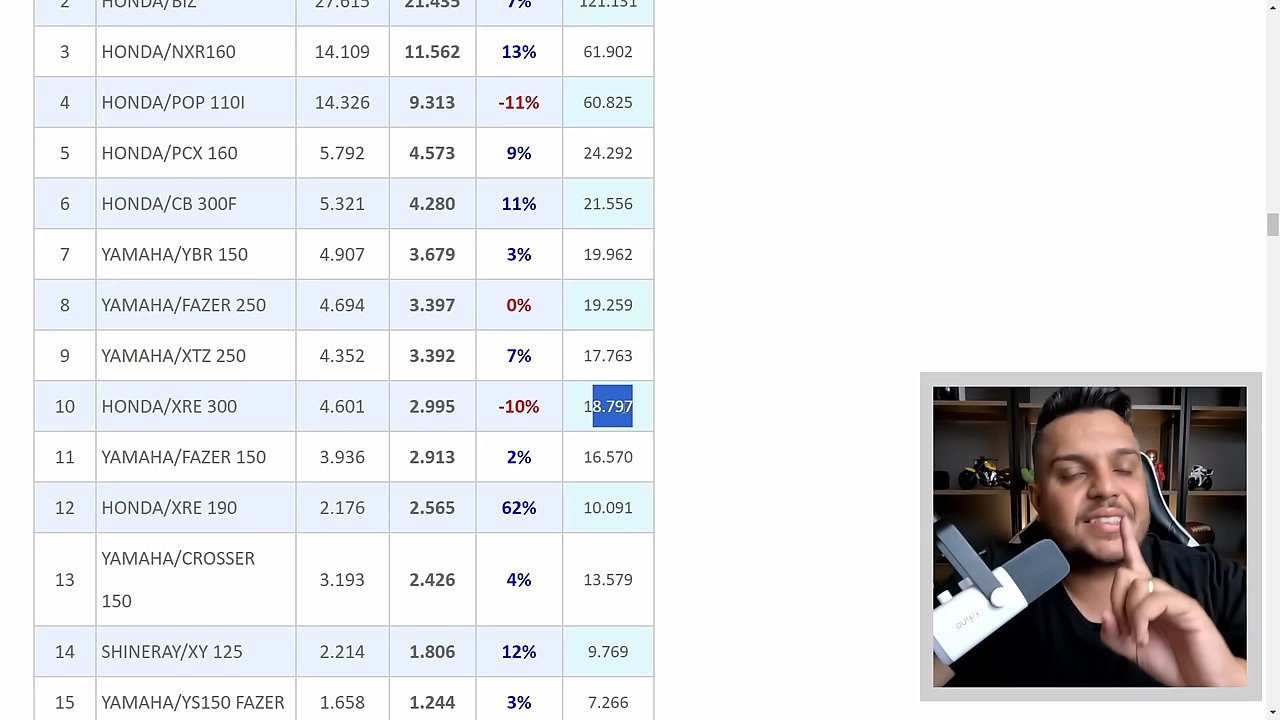 2 HONDA/BIZ 27.615 21.435 7% 121.131
3 HONDA/NXR160 14.109 11.562 13% 61.902
4 HONDA/POP 110I 14.326 9.313 -11% 60.825
5 HONDA/PCX 160 5.792 4.573 9% 24.292
6 HONDA/CB 300F 5.321 4.280 11% 21.556
7 YAMAHA/YBR 150 4.907 3.679 3% 19.962
8 YAMAHA/FAZER 250 4.694 3.397 0% 19.259
9 YAMAHA/XTZ 250 4.352 3.392 7% 17.763
10 HONDA/XRE 300 4.601 2.995 -10% 18.797
11 YAMAHA/FAZER 150 3.936 2.913 2% 16.570
12 HONDA/XRE 190 2.176 2.565 62% 10.091
YAMAHA/CROSSER
13 3.193 2.426 4% 13.579
150
14 SHINERAY/XY 125 2.214 1.806 12% 9.769
15 YAMAHA/YS150 FAZER 1.658 1.244 3% 7.266
fifine